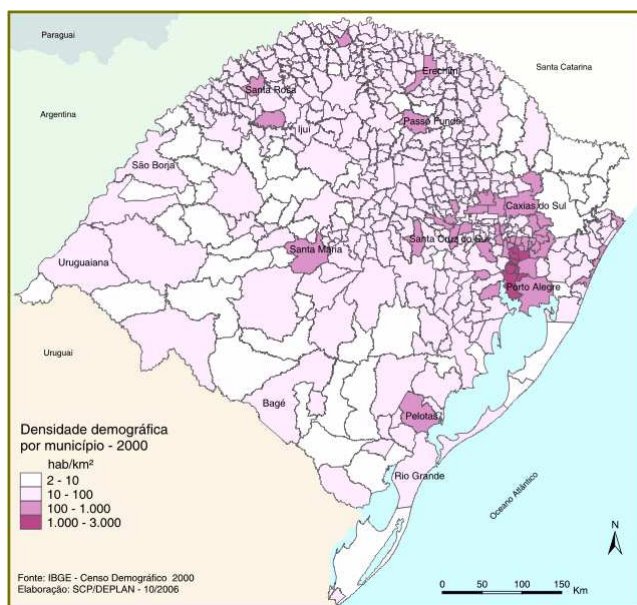 Paraguai
Santa Catarina
Argentina
Erechim
Santa Rosa
Passo Fundo
Ijuí
São Borja
Caxias do Sul
Santa Maria
Santa Cruz do Sul
Uruguaiana
Porto Alegre
Uruguai
Bagé
Pelotas
Rio Grande
Oceano Atlântico
Densidade demográfica
por município - 2000
hab/km²
2 - 10
10 - 100
100 - 1.000
1.000 - 3.000
N
Fonte: IBGE - Censo Demográfico 2000
Elaboração: SCP/DEPLAN - 10/2006
0 50 100 150
Km